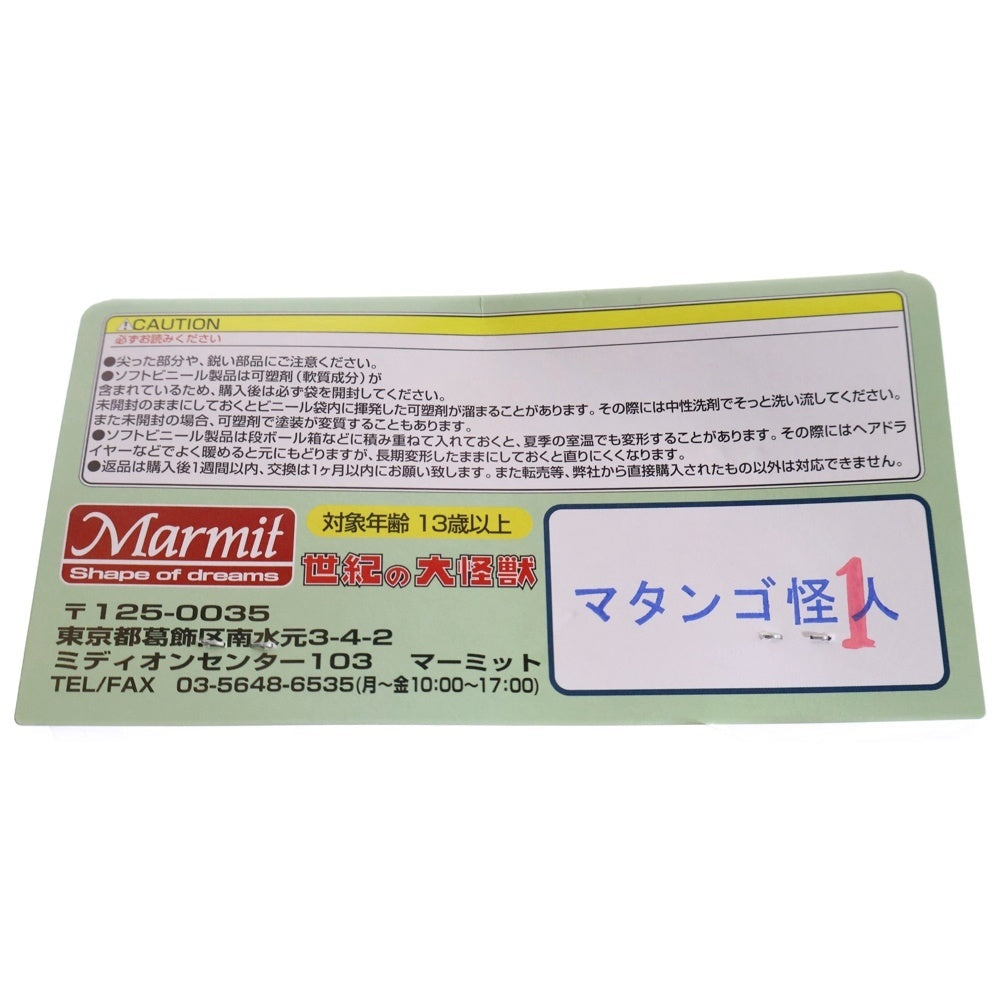 CAUTION
必ずお読みください
●尖った部分や、鋭い部品にご注意ください。
●ソフトビニール製品は可塑剤(軟質成分)が
含まれているため、購入後は必ず袋を開封してください。
未開封のままにしておくとビニール袋内に揮発した可塑剤が溜まることがあります。その際には中性洗剤でそっと洗い流してください。
また未開封の場合、可塑剤で塗装が変質することもあります。
●ソフトビニール製品は段ボール箱などに積み重ねて入れておくと、夏季の室温でも変形することがあります。その際にはヘアドラ
イヤーなどでよく暖めると元にもどりますが、長期変形したままにしておくと直りにくくなります。
●返品は購入後1週間以内、交換は1ヶ月以内にお願い致します。また転売等、弊社から直接購入されたもの以外は対応できません。
Marmit
Shape of dreams
対象年齢 13歳以上
世紀の大怪獣
〒125-0035
東京都葛飾区南水元3-4-2
ミディオンセンター103 マーミット
TEL/FAX 03-5648-6535(月〜金10:00〜17:00)
マタンゴ怪人
1